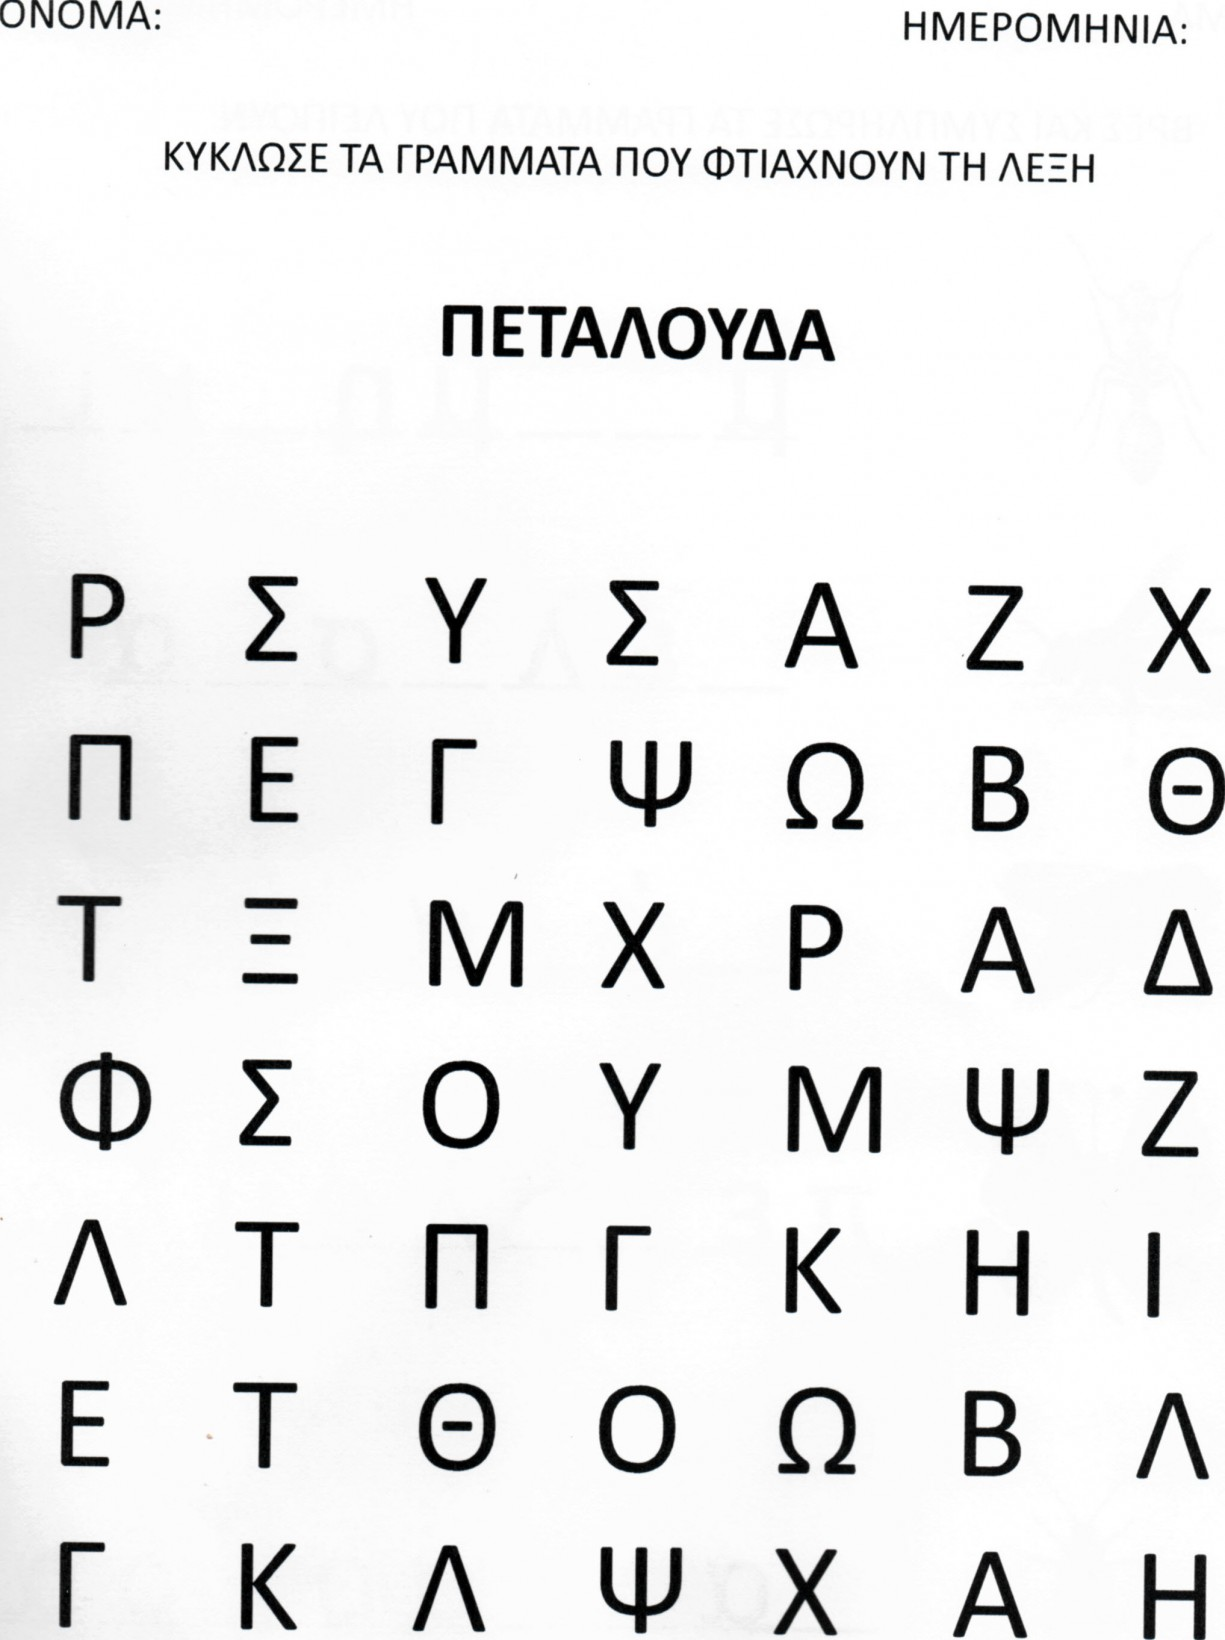 ΟΝΟΜΑ: ΗΜΕΡΟΜΗΝΙΑ:
ΚΥΚΛΩΣΕ ΤΑ ΓΡΑΜΜΑΤΑ ΠΟΥ ΦΤΙΑΧΝΟΥΝ ΤΗ ΛΕΞΗ
ΠΕΤΑΛΟΥΔΑ
Ρ Σ Υ Σ Α Ζ Χ
Π Ε Γ Ψ Ω Β Θ
Τ Ξ Μ Χ Ρ Α Δ
Φ Σ Ο Υ Μ Ψ Ζ
Λ Τ Π Γ Κ Η Ι
Ε Τ Θ Ο Ω Β Λ
Γ Κ Λ Ψ Χ Α Η